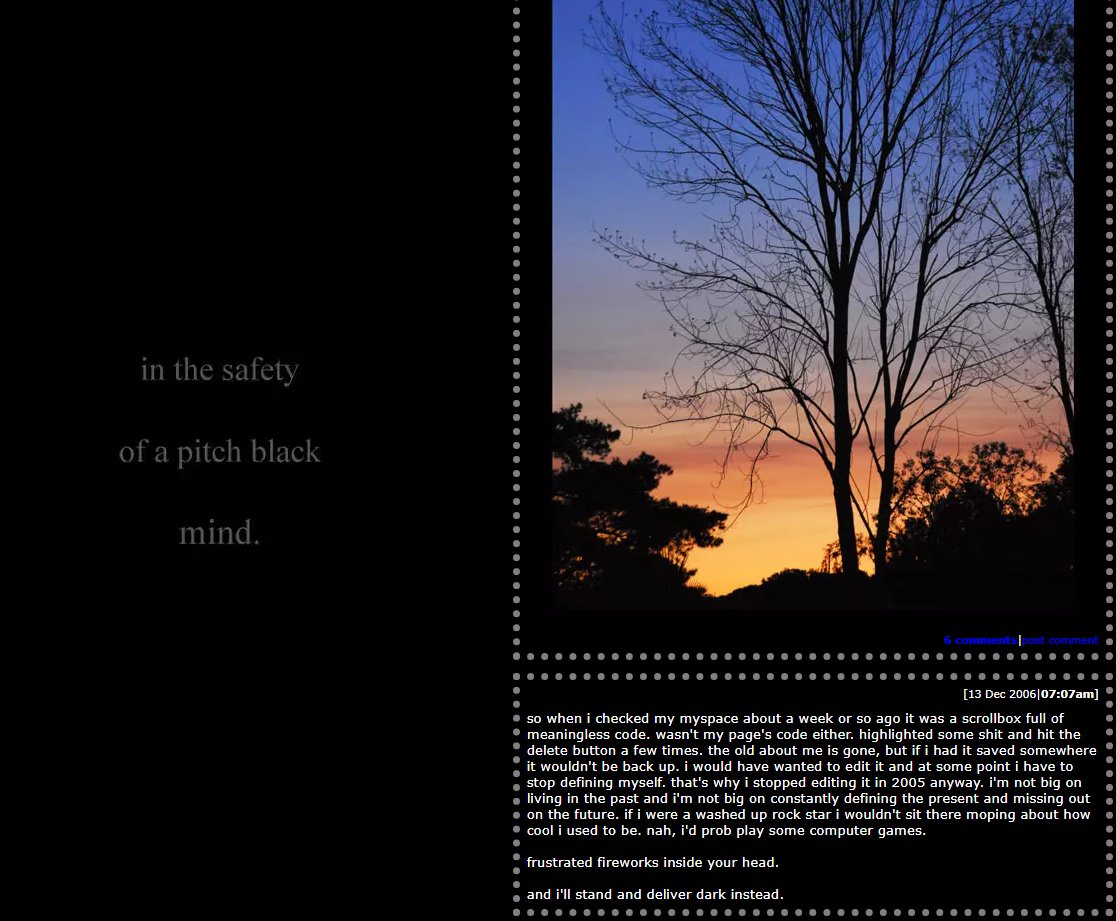 in the safety
of a pitch black
mind.
6 comments|post comment
[13 Dec 2006|07:07am]
so when i checked my myspace about a week or so ago it was a scrollbox full of
meaningless code. wasn't my page's code either. highlighted some shit and hit the
delete button a few times. the old about me is gone, but if i had it saved somewhere
it wouldn't be back up. i would have wanted to edit it and at some point i have to
stop defining myself. that's why i stopped editing it in 2005 anyway. i'm not big on
living in the past and i'm not big on constantly defining the present and missing out
on the future. if i were a washed up rock star i wouldn't sit there moping about how
cool i used to be. nah, i'd prob play some computer games.
frustrated fireworks inside your head.
and i'll stand and deliver dark instead.